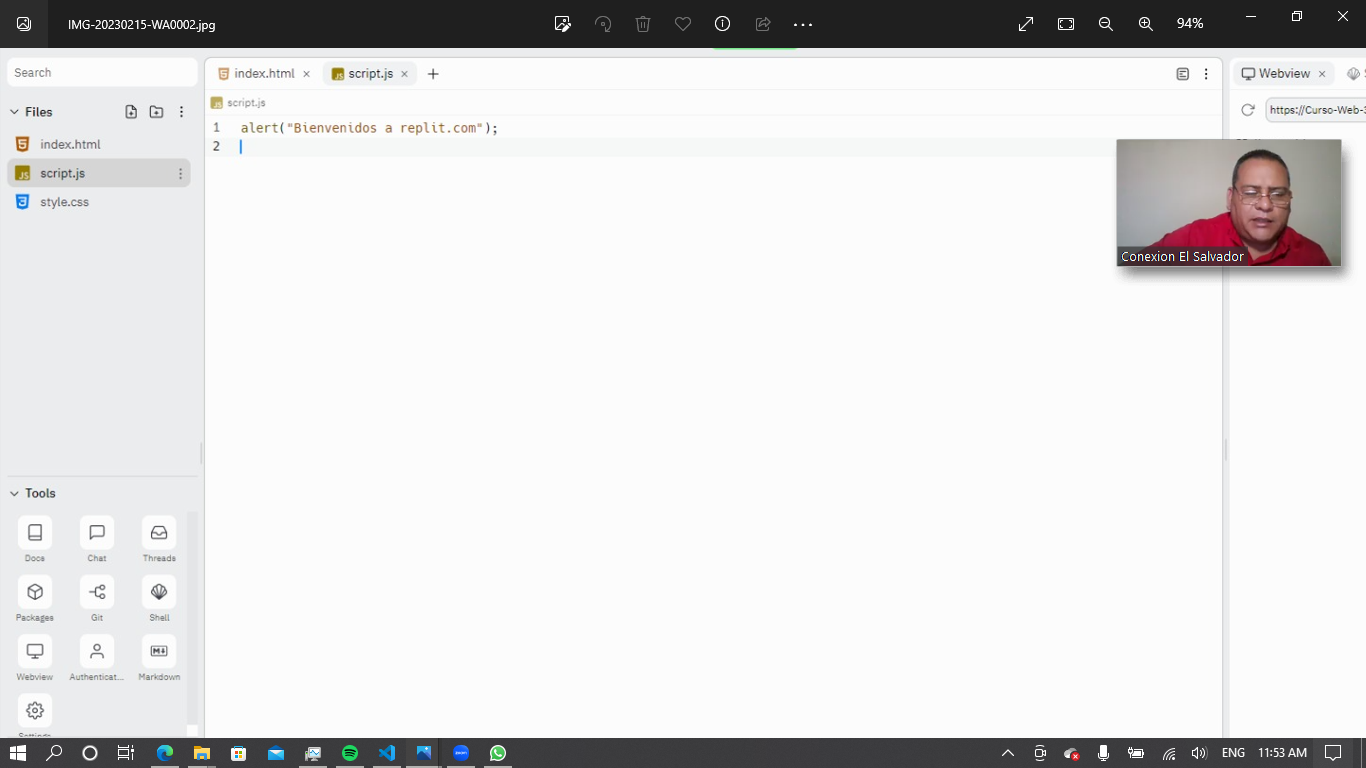 IMG-20230215-WA0002.jpg
94%
Search
index.html
script.js
Webview
Files
script.js
https://Curso-Web-3
1 alert("Bienvenidos a replit.com");
2
index.html
script.js
style.css
Conexion El Salvador
Tools
Docs Chat Threads
Packages Git Shell
Webview Authenticat... Markdown
Settings
ENG 11:53 AM